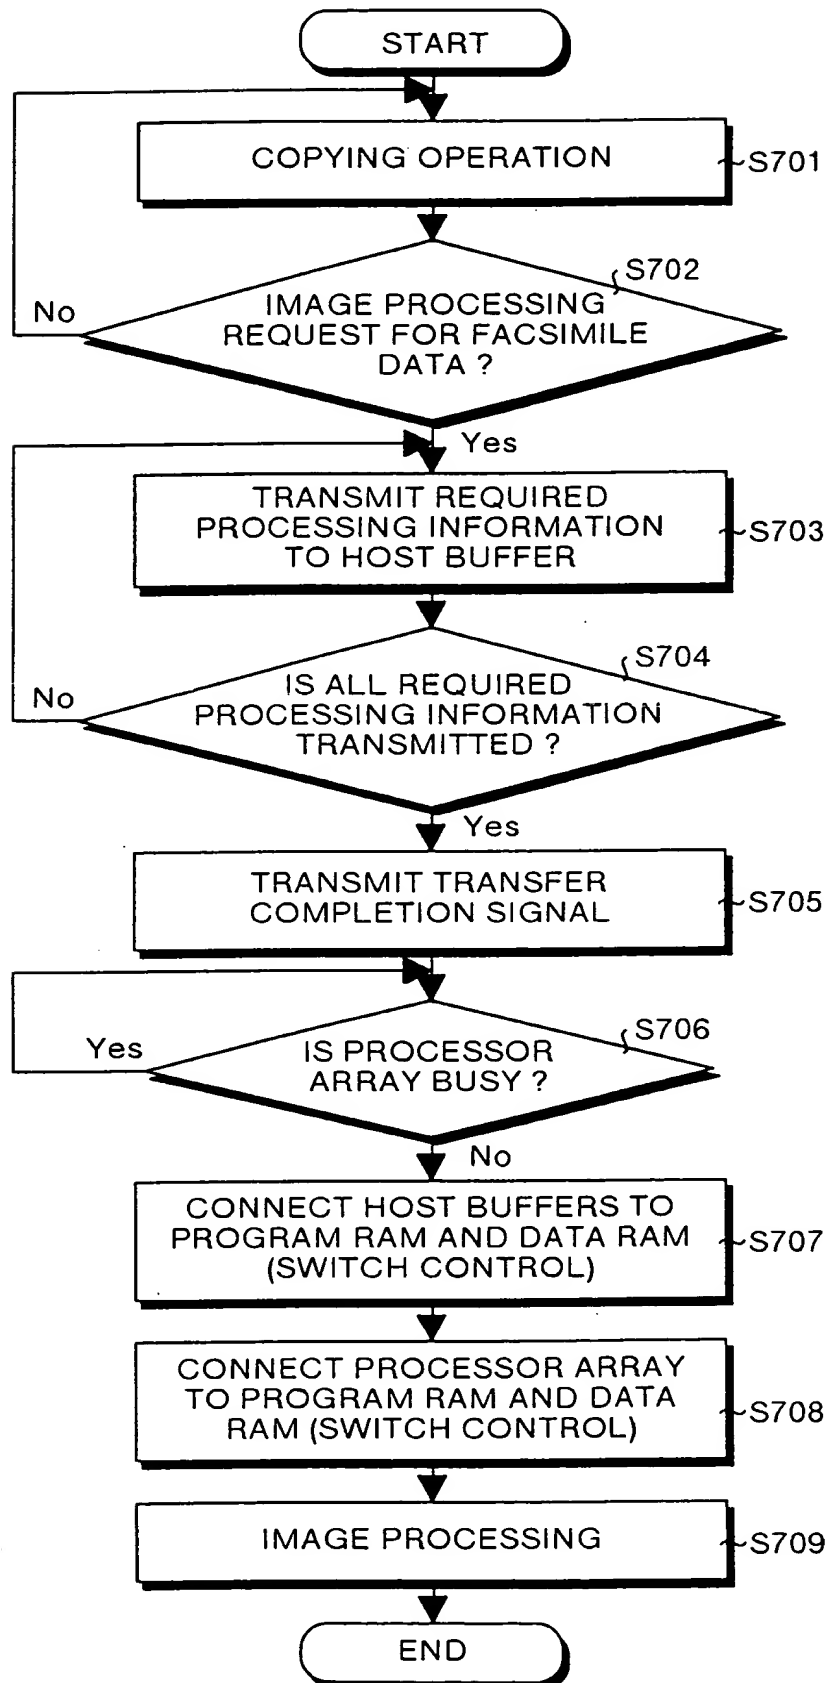 START
COPYING OPERATION
S701
S702
IMAGE PROCESSING
REQUEST FOR FACSIMILE
DATA ?
No
Yes
TRANSMIT REQUIRED
PROCESSING INFORMATION
TO HOST BUFFER
S703
S704
IS ALL REQUIRED
PROCESSING INFORMATION
TRANSMITTED ?
No
Yes
TRANSMIT TRANSFER
COMPLETION SIGNAL
S705
S706
IS PROCESSOR
ARRAY BUSY ?
Yes
No
CONNECT HOST BUFFERS TO
PROGRAM RAM AND DATA RAM
(SWITCH CONTROL)
S707
CONNECT PROCESSOR ARRAY
TO PROGRAM RAM AND DATA
RAM (SWITCH CONTROL)
S708
IMAGE PROCESSING
S709
END